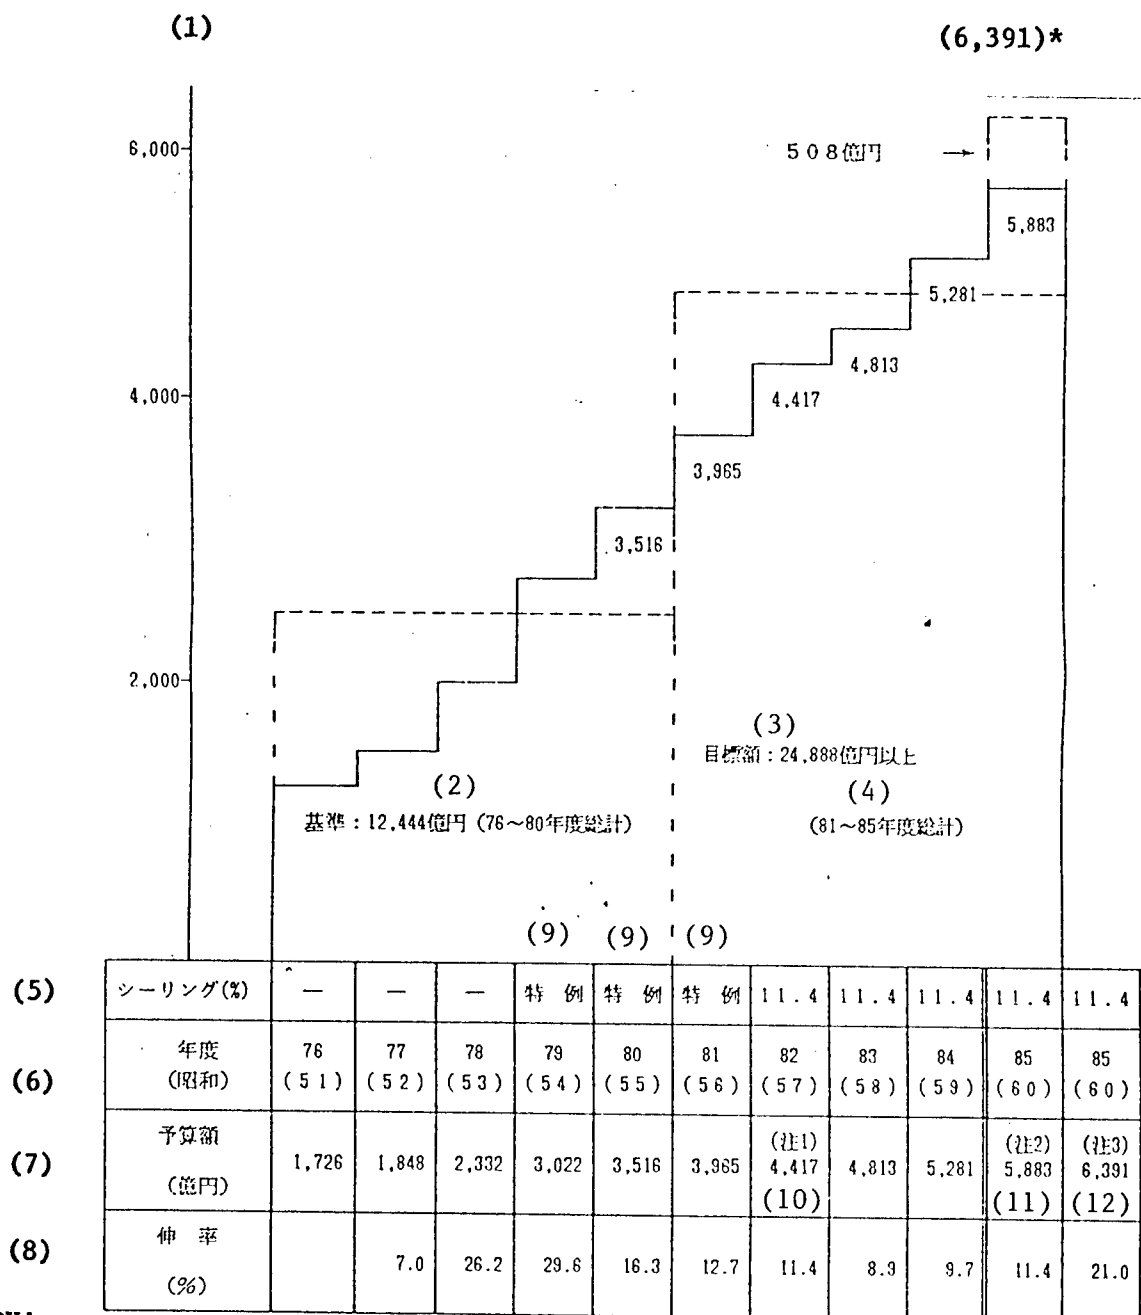 (1)
(6,391)*
6,000
508億円 →
5,883
5,281
4,813
4,000
4,417
3,965
3,516
2,000
(3)
目標額：24,888億円以上
(2)
(4)
基準：12,444億円（76～80年度総計）
(81～85年度総計)
(9) (9) (9)
(5) シーリング(%) — — — 特例 特例 特例 11.4 11.4 11.4 11.4 11.4
年度 76 77 78 79 80 81 82 83 84 85 85
(6) (昭和) (51) (52) (53) (54) (55) (56) (57) (58) (59) (60) (60)
予算額 (注1) (注2) (注3)
(7) 1,726 1,848 2,332 3,022 3,516 3,965 4,417 4,813 5,281 5,883 6,391
(億円) (10) (11) (12)
(8) 伸率 7.0 26.2 29.6 16.3 12.7 11.4 8.9 9.7 11.4 21.0
(%)